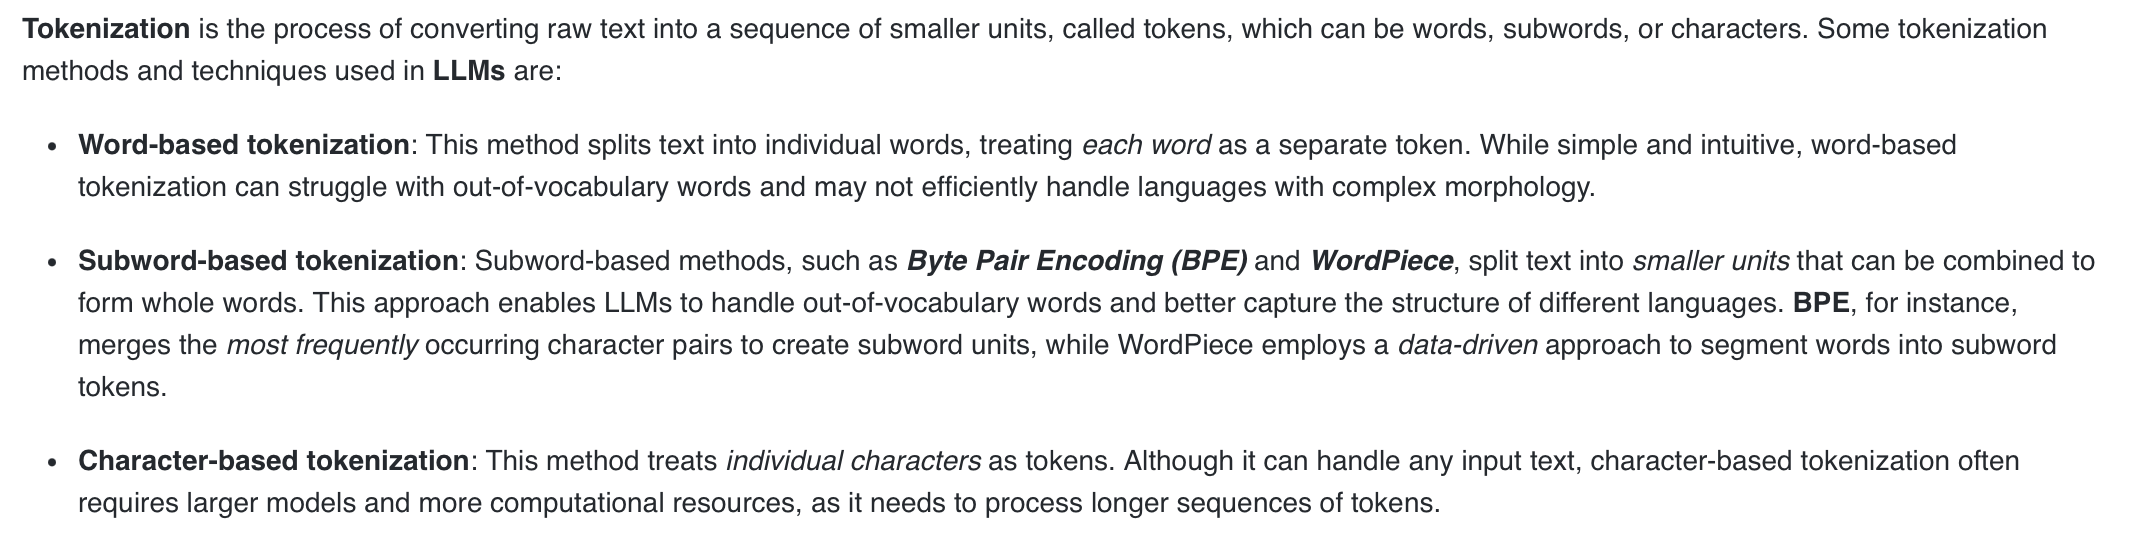 Tokenization is the process of converting raw text into a sequence of smaller units, called tokens, which can be words, subwords, or characters. Some tokenization
methods and techniques used in LLMs are:
• Word-based tokenization: This method splits text into individual words, treating each word as a separate token. While simple and intuitive, word-based
tokenization can struggle with out-of-vocabulary words and may not efficiently handle languages with complex morphology.
• Subword-based tokenization: Subword-based methods, such as Byte Pair Encoding (BPE) and WordPiece, split text into smaller units that can be combined to
form whole words. This approach enables LLMs to handle out-of-vocabulary words and better capture the structure of different languages. BPE, for instance,
merges the most frequently occurring character pairs to create subword units, while WordPiece employs a data-driven approach to segment words into subword
tokens.
• Character-based tokenization: This method treats individual characters as tokens. Although it can handle any input text, character-based tokenization often
requires larger models and more computational resources, as it needs to process longer sequences of tokens.